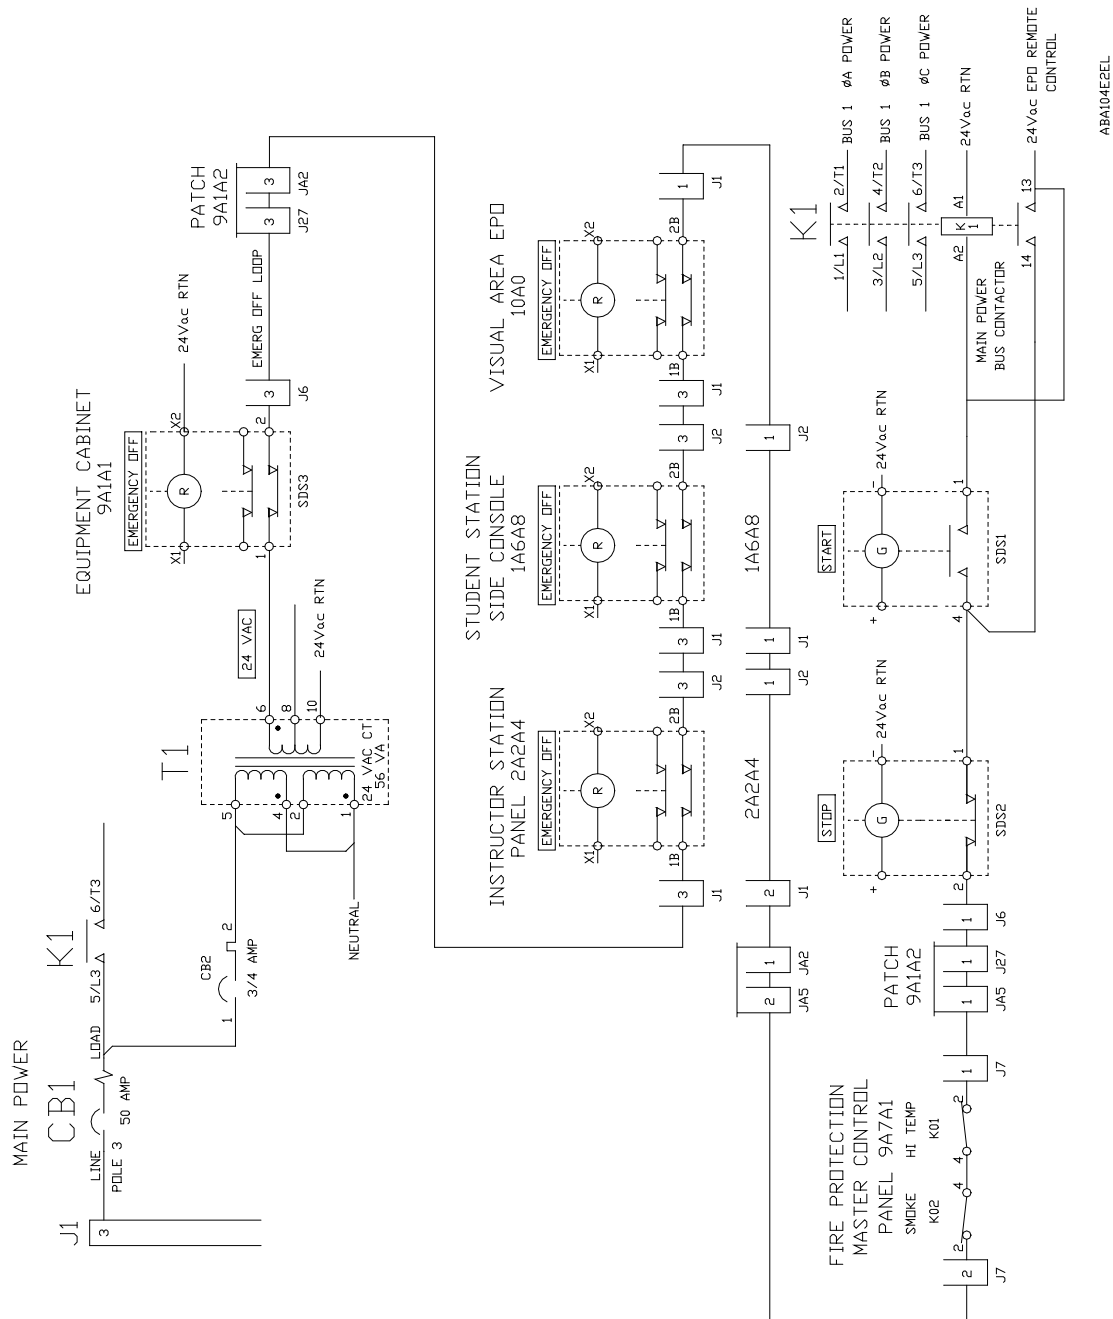 MAIN POWER
J1
3
LINE
POLE 3
CB1
50 AMP
LOAD
5/L3
K1
6/T3
1
CB2
2
3/4 AMP
NEUTRAL
T1
5
4
2
1
6
8
10
24 VAC CT
56 VA
24 VAC
24Vac RTN
EQUIPMENT CABINET
9A1A1
EMERGENCY OFF
X1
R
X2
1
2
SDS3
24Vac RTN
3
J6
EMERG OFF LOOP
PATCH
9A1A2
3
J27
3
JA2
INSTRUCTOR STATION
PANEL 2A2A4
EMERGENCY OFF
X1
R
X2
3
J1
1B
2B
3
J2
STUDENT STATION
SIDE CONSOLE
1A6A8
EMERGENCY OFF
X1
R
X2
3
J1
1B
2B
3
J2
VISUAL AREA EPO
10A0
EMERGENCY OFF
X1
R
X2
3
J1
1B
2B
1
J1
2
JA5
1
JA2
2
J1
2A2A4
1
J2
1
J1
1A6A8
1
J2
FIRE PROTECTION
MASTER CONTROL
PANEL 9A7A1
SMOKE
HI TEMP
K02
K01
2
J7
2
4
4
2
1
J7
PATCH
9A1A2
1
JA5
1
J27
1
J6
STOP
+
G
-
24Vac RTN
2
1
SDS2
START
+
G
-
24Vac RTN
4
1
SDS1
K1
1/L1
2/T1
BUS 1 ØA POWER
3/L2
4/T2
BUS 1 ØB POWER
5/L3
6/T3
BUS 1 ØC POWER
A2
K
1
A1
24Vac RTN
MAIN POWER
BUS CONTACTOR
14
13
24Vac EPO REMOTE
CONTROL
ABA104E2EL